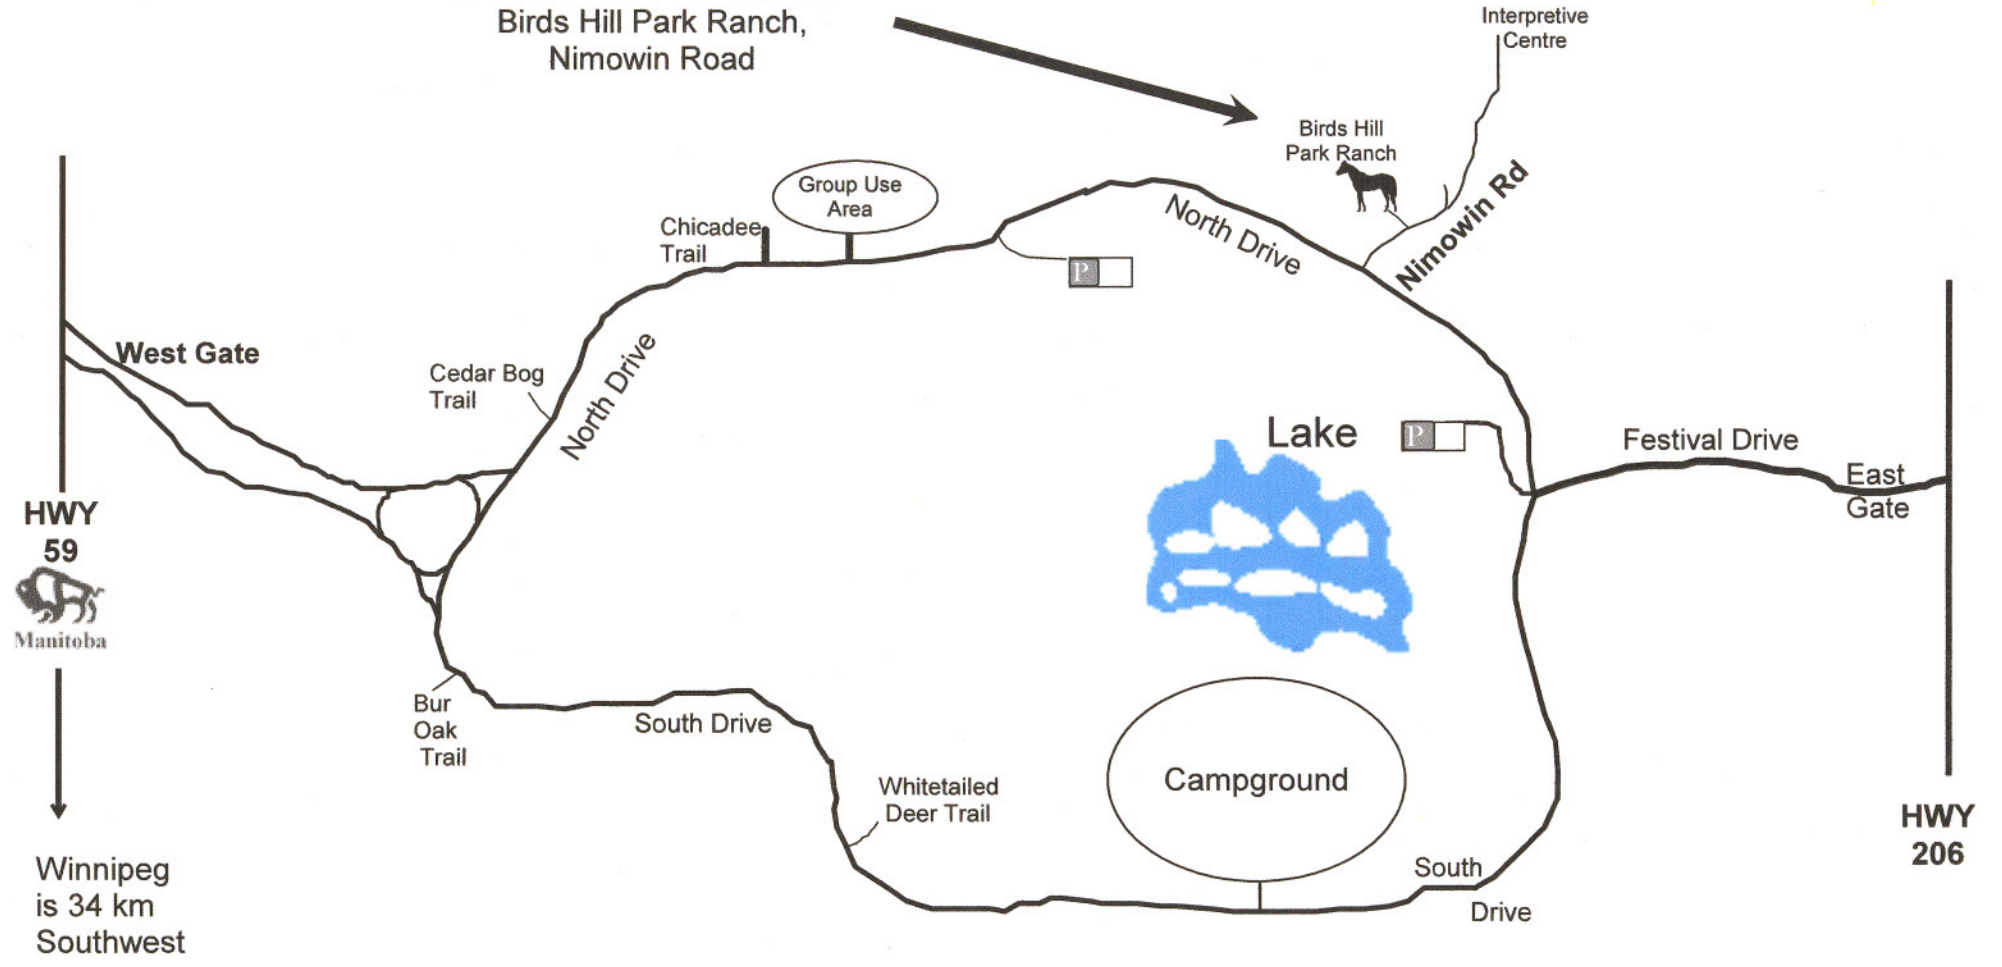 Birds Hill Park Ranch,
Nimowin Road
Interpretive
Centre
Birds Hill
Park Ranch
Group Use
Area
Chicadee
Trail
North Drive
Nimowin Rd
P
West Gate
Cedar Bog
Trail
North Drive
Lake
P
Festival Drive
East
Gate
HWY
59
Manitoba
Bur
Oak
Trail
South Drive
Whitetailed
Deer Trail
Campground
South
Drive
HWY
206
Winnipeg
is 34 km
Southwest